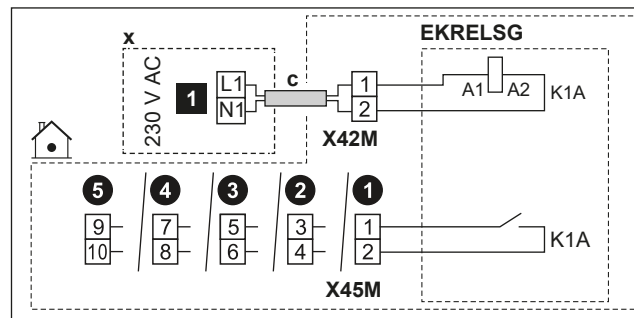 EKRELSG
x
230 V AC
1
L1
N1
c
1
2
X42M
A1 A2
K1A
5 4 3 2 1
9 7 5 3 1
10 8 6 4 2
K1A
X45M